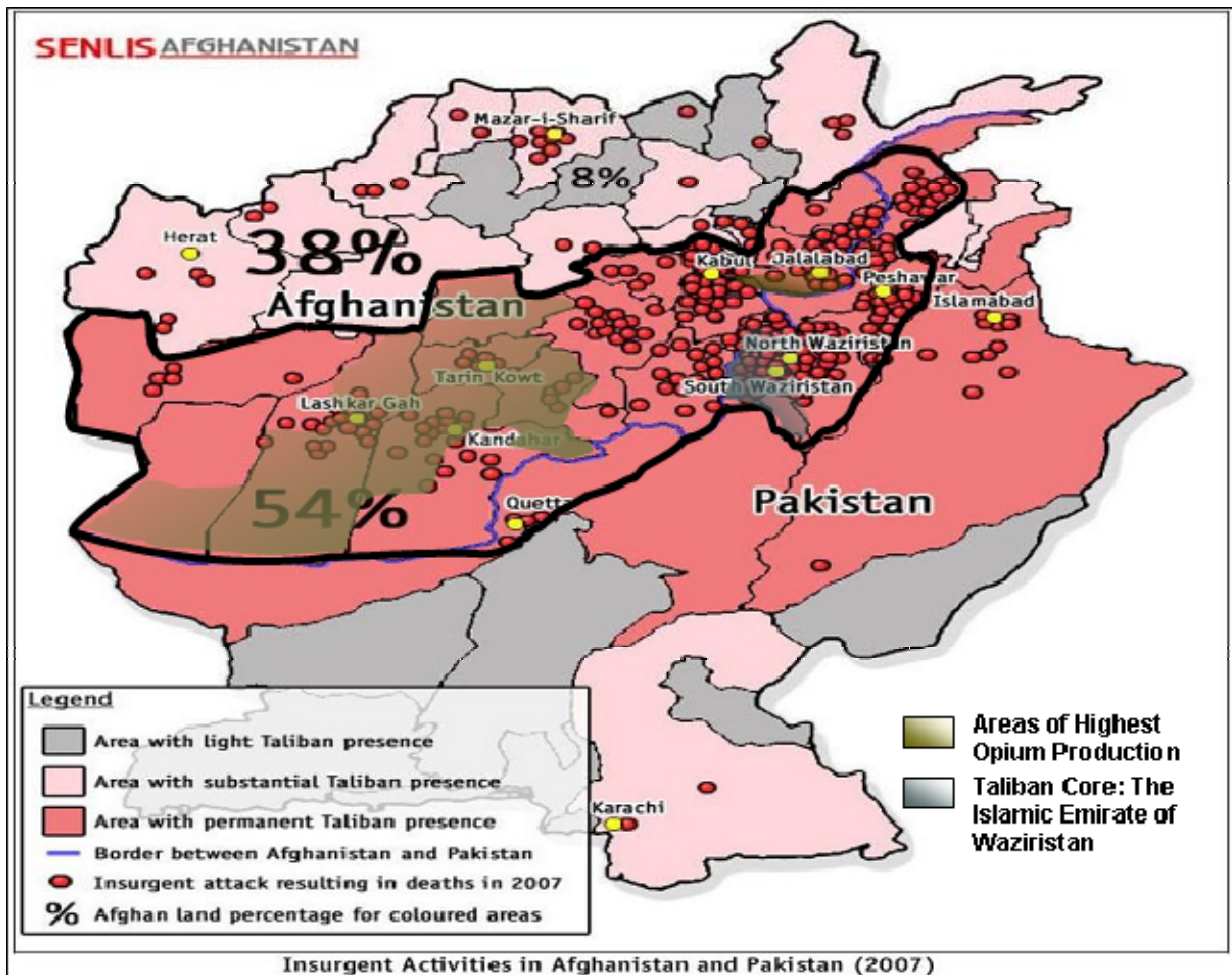 SENLIS AFGHANISTAN
Mazar-i-Sharif
8%
Herat
38%
Afghanistan
Kabul
Jalalabad
Peshawar
Islamabad
North Waziristan
South Waziristan
Tarin Kowt
Lashkar Gah
Kandahar
54%
Quetta
Pakistan
Karachi
Legend
Area with light Taliban presence
Area with substantial Taliban presence
Area with permanent Taliban presence
Border between Afghanistan and Pakistan
Insurgent attack resulting in deaths in 2007
% Afghan land percentage for coloured areas
Areas of Highest
Opium Production
Taliban Core: The
Islamic Emirate of
Waziristan
Insurgent Activities in Afghanistan and Pakistan (2007)